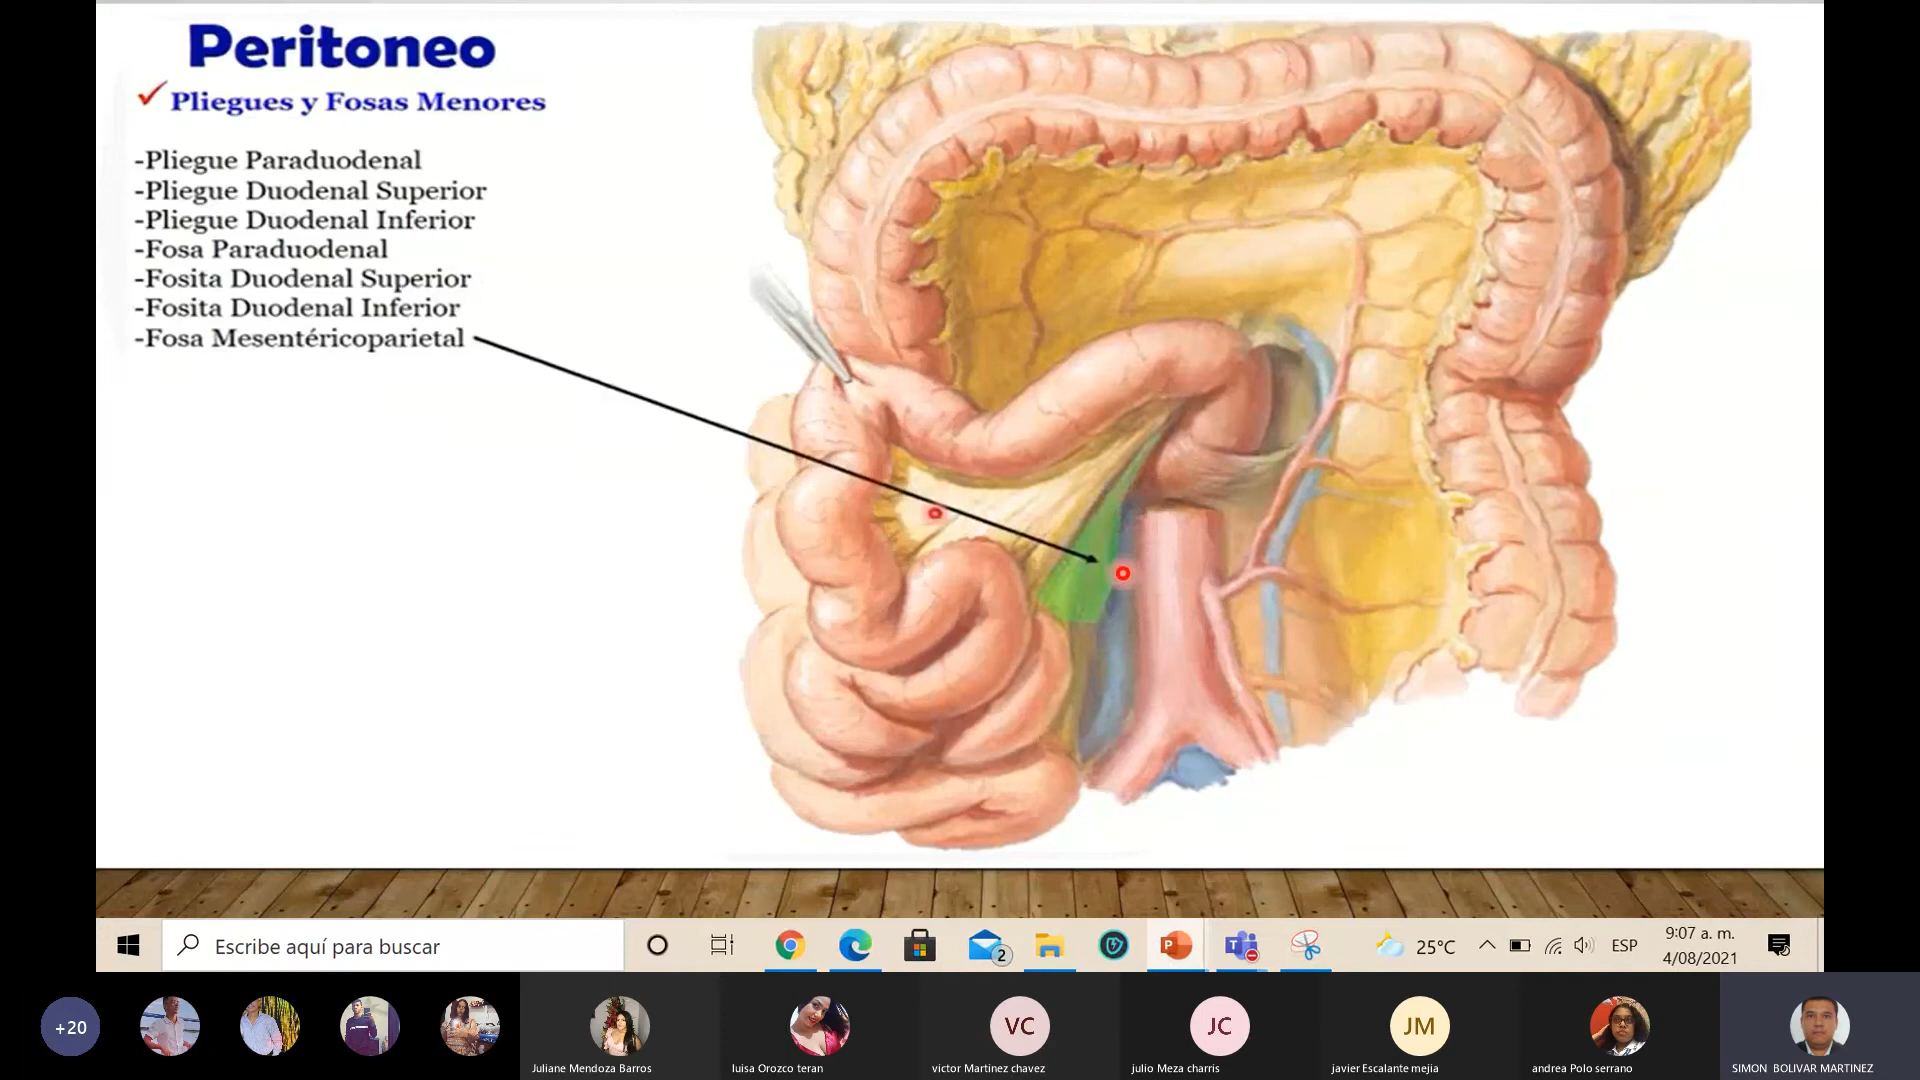 Peritoneo
Pliegues y Fosas Menores
-Pliegue Paraduodenal
-Pliegue Duodenal Superior
-Pliegue Duodenal Inferior
-Fosa Paraduodenal
-Fosita Duodenal Superior
-Fosita Duodenal Inferior
-Fosa Mesentéricoparietal
Escribe aquí para buscar
2
P
25°C
ESP
9:07 a. m.
4/08/2021
+20
VC
JC
JM
Juliane Mendoza Barros
luisa Orozco teran
victor Martinez chavez
julio Meza charris
javier Escalante mejia
andrea Polo serrano
SIMON BOLIVAR MARTINEZ